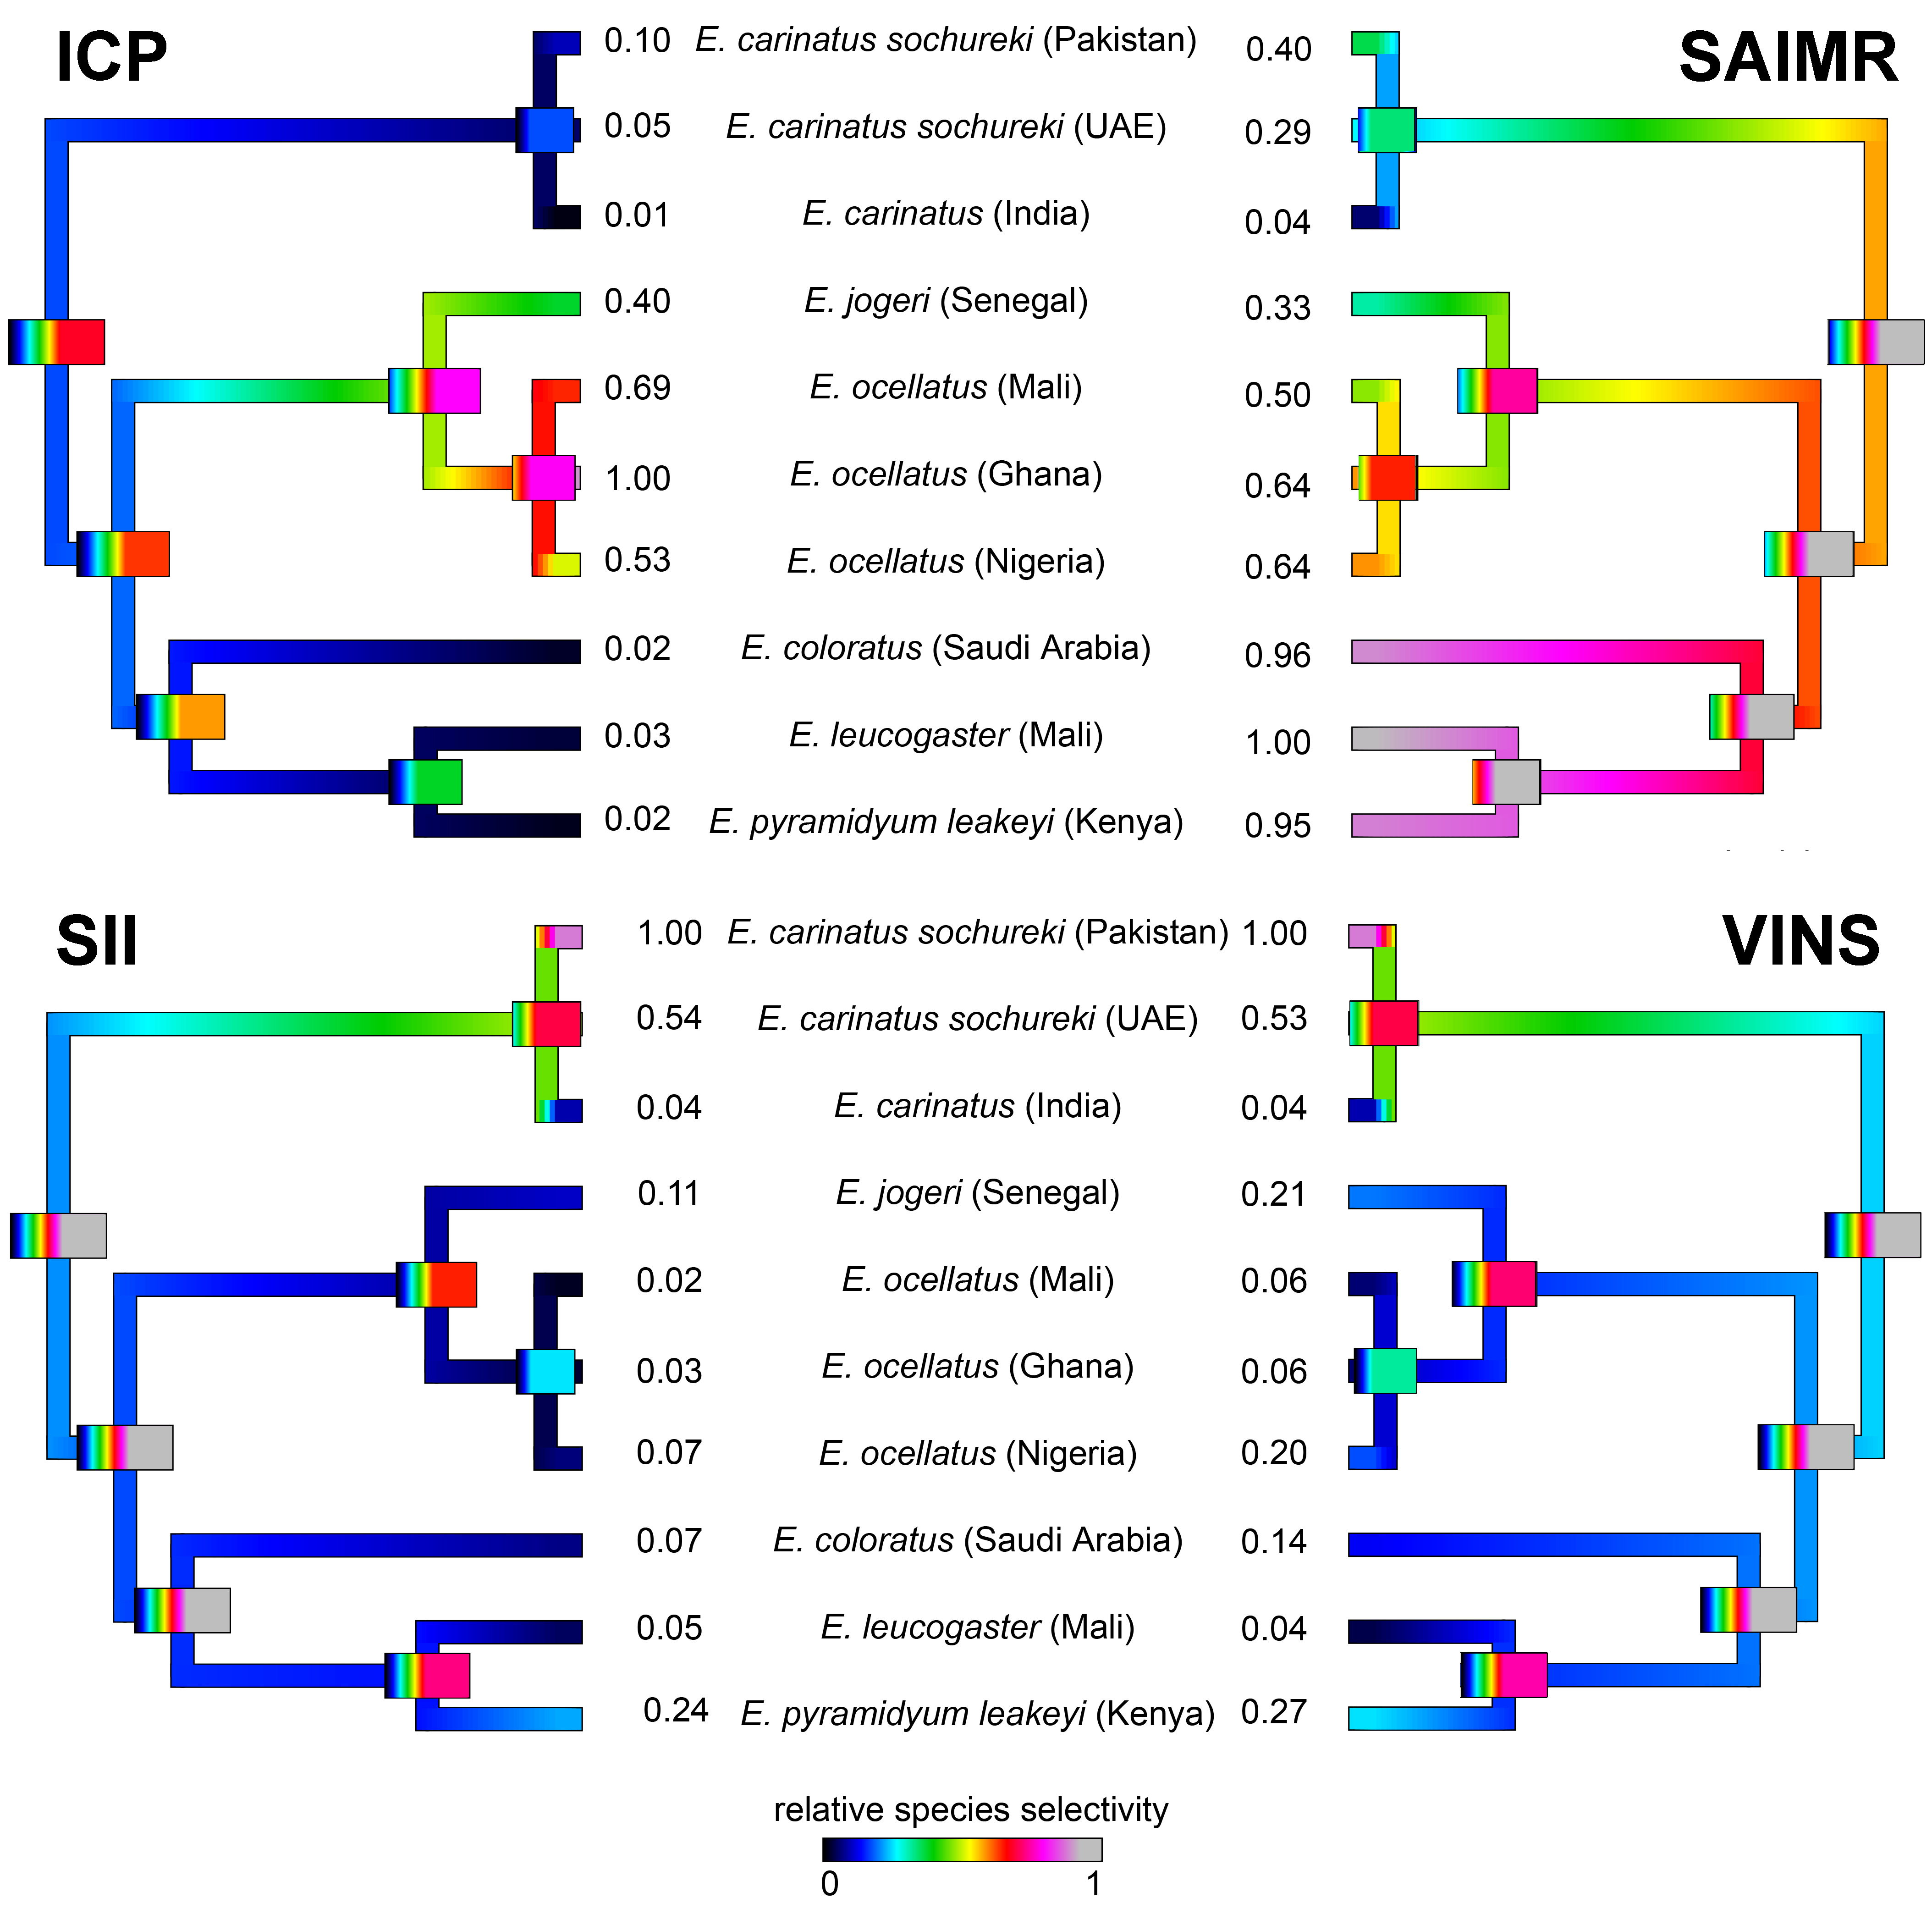 ICP
SAIMR
0.10 E. carinatus sochureki (Pakistan) 0.40
0.05 E. carinatus sochureki (UAE) 0.29
0.01 E. carinatus (India) 0.04
0.40 E. jogeri (Senegal) 0.33
0.69 E. ocellatus (Mali) 0.50
1.00 E. ocellatus (Ghana) 0.64
0.53 E. ocellatus (Nigeria) 0.64
0.02 E. coloratus (Saudi Arabia) 0.96
0.03 E. leucogaster (Mali) 1.00
0.02 E. pyramidyum leakeyi (Kenya) 0.95
SII
VINS
1.00 E. carinatus sochureki (Pakistan) 1.00
0.54 E. carinatus sochureki (UAE) 0.53
0.04 E. carinatus (India) 0.04
0.11 E. jogeri (Senegal) 0.21
0.02 E. ocellatus (Mali) 0.06
0.03 E. ocellatus (Ghana) 0.06
0.07 E. ocellatus (Nigeria) 0.20
0.07 E. coloratus (Saudi Arabia) 0.14
0.05 E. leucogaster (Mali) 0.04
0.24 E. pyramidyum leakeyi (Kenya) 0.27
relative species selectivity
0 1